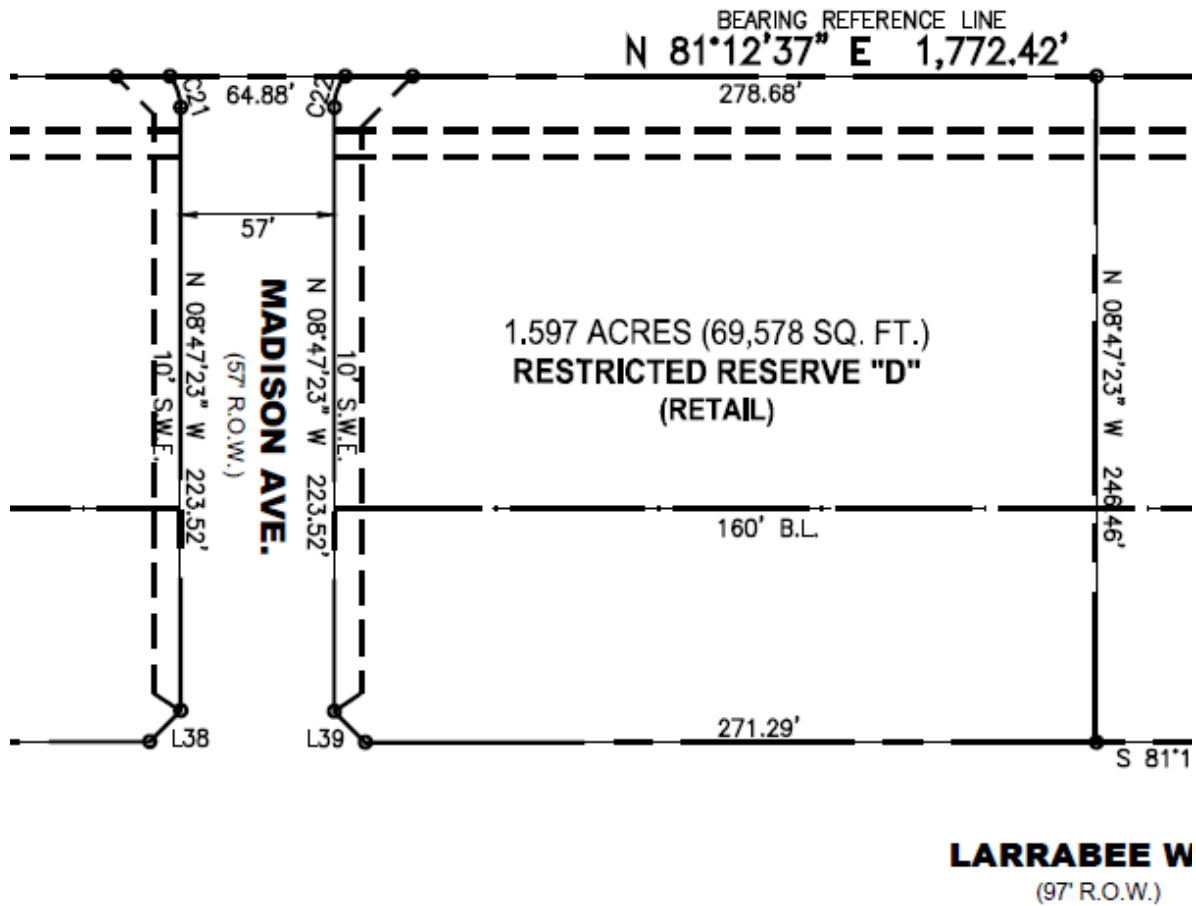 BEARING REFERENCE LINE
N 81°12'37" E 1,772.42'
C21
64.88'
C22
278.68'
57'
N 08°47'23" W 223.52'
10' S.W.E.
MADISON AVE.
(57' R.O.W.)
N 08°47'23" W 223.52'
10' S.W.E.
1.597 ACRES (69,578 SQ. FT.)
RESTRICTED RESERVE "D"
(RETAIL)
N 08°47'23" W 246.46'
160' B.L.
L38
L39
271.29'
S 81°1
LARRABEE W
(97' R.O.W.)